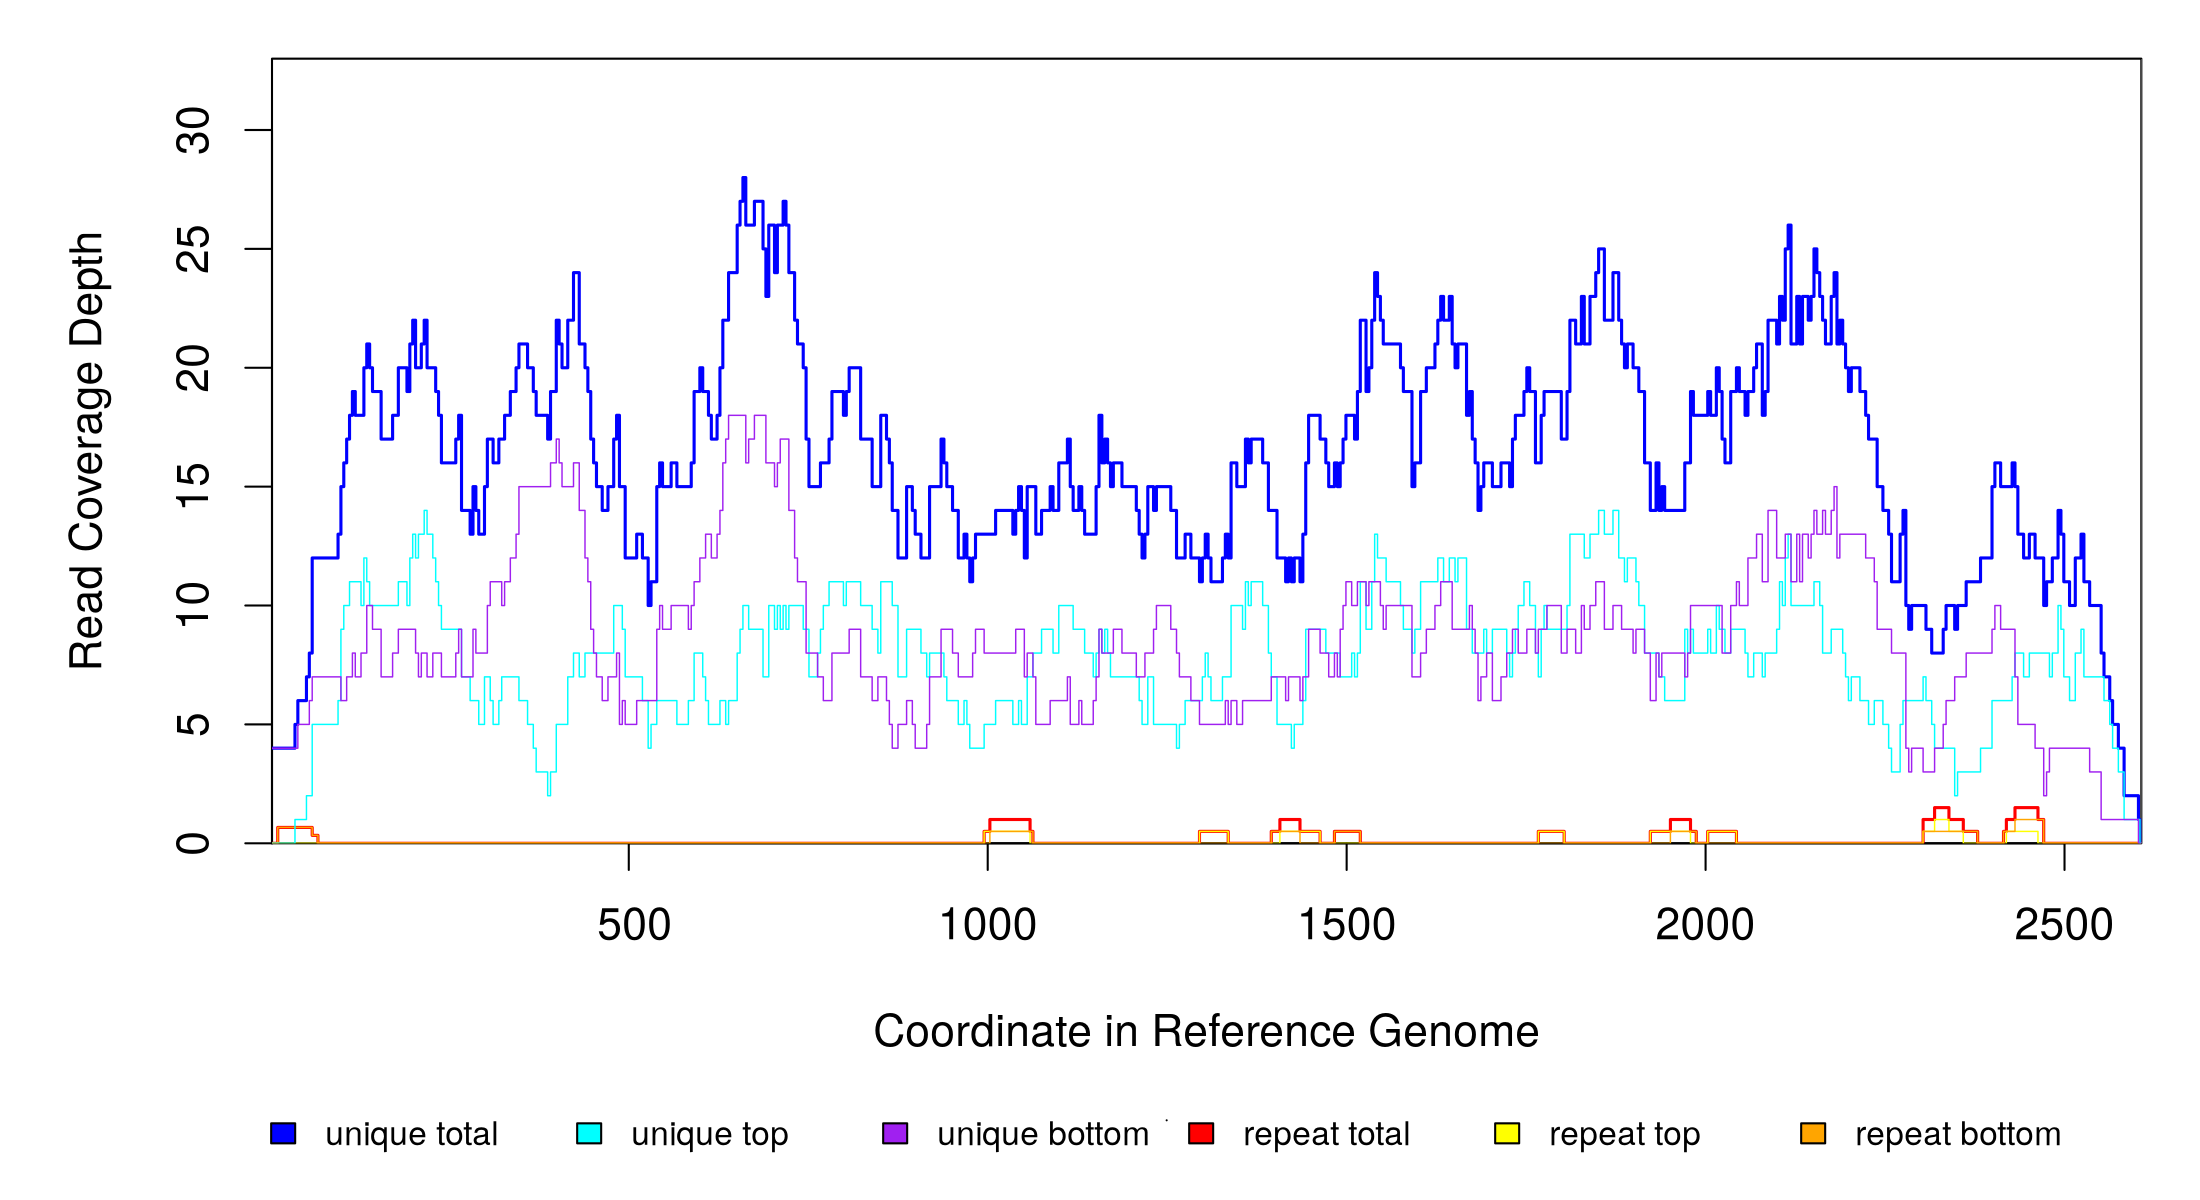 Read Coverage Depth
30
25
20
15
10
5
0
500 1000 1500 2000 2500
Coordinate in Reference Genome
unique total unique top unique bottom repeat total repeat top repeat bottom